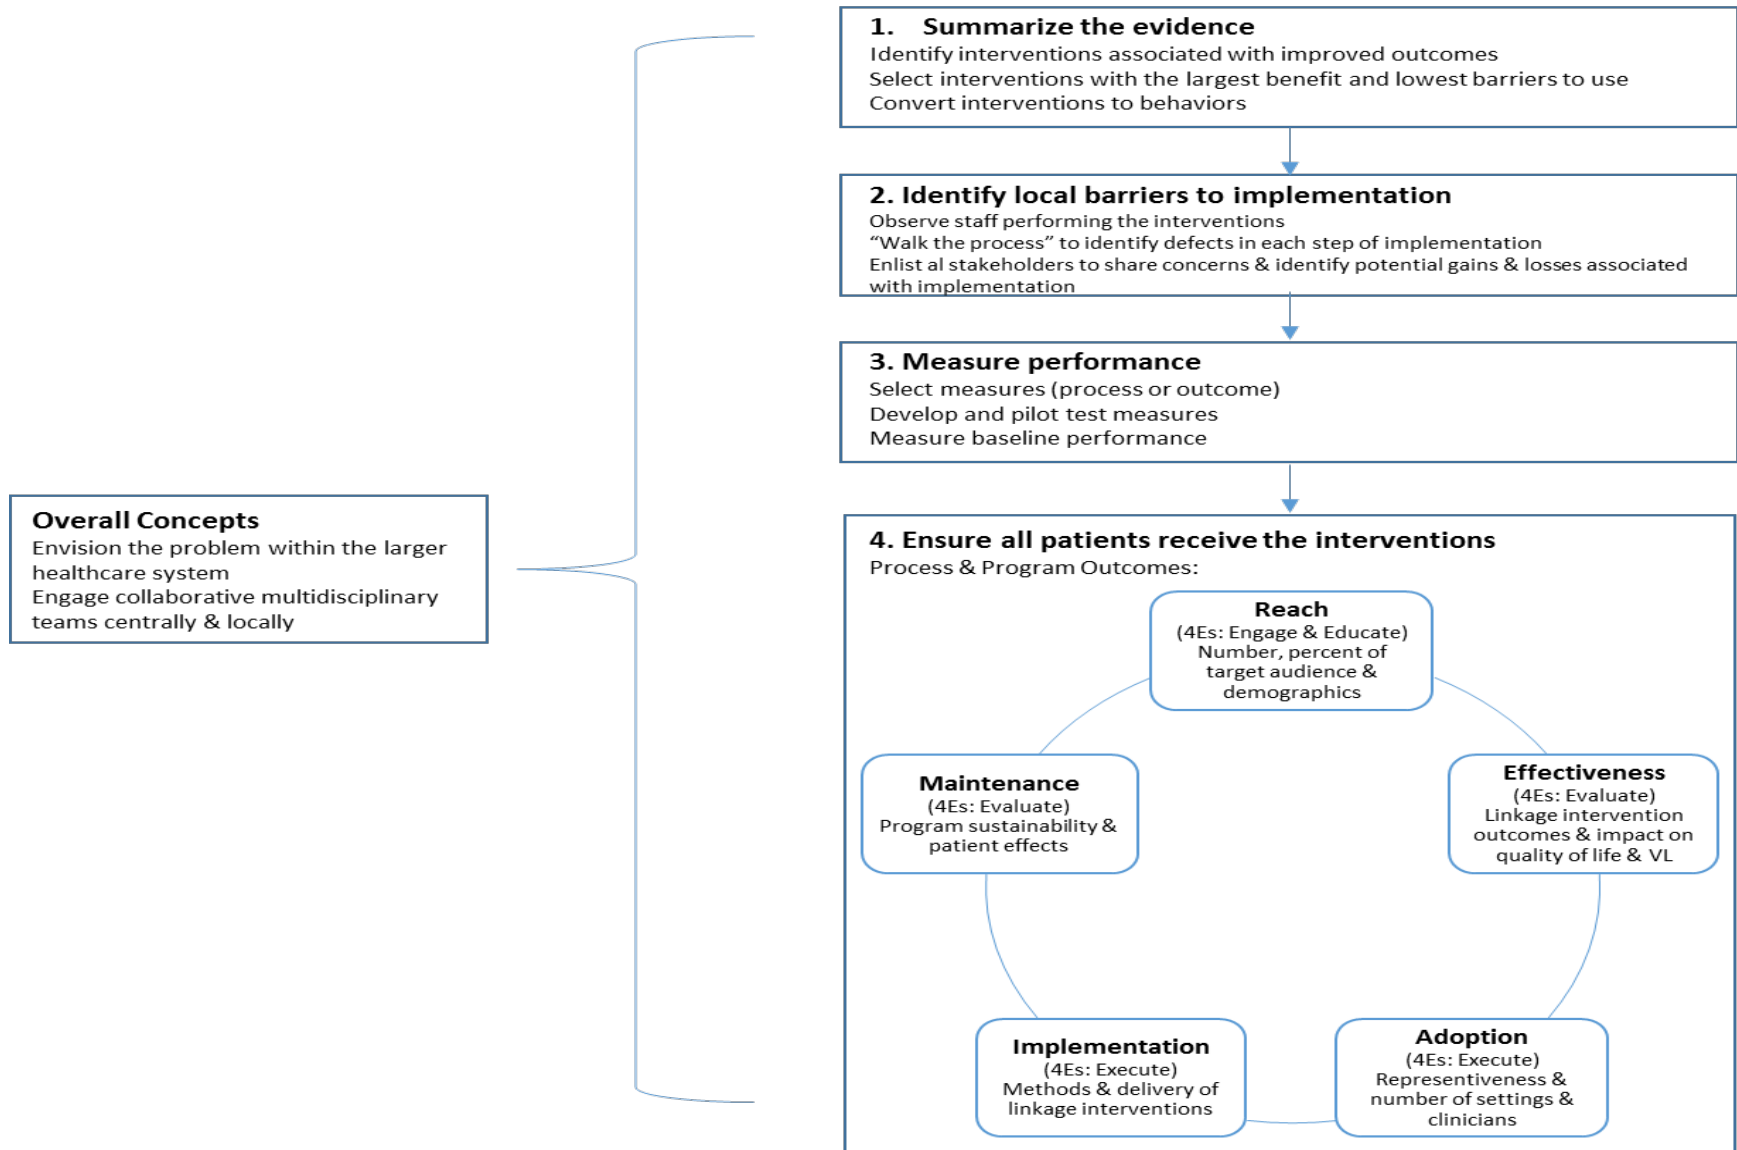 1. Summarize the evidence
Identify interventions associated with improved outcomes
Select interventions with the largest benefit and lowest barriers to use
Convert interventions to behaviors
2. Identify local barriers to implementation
Observe staff performing the interventions
“Walk the process” to identify defects in each step of implementation
Enlist al stakeholders to share concerns & identify potential gains & losses associated
with implementation
3. Measure performance
Select measures (process or outcome)
Develop and pilot test measures
Measure baseline performance
Overall Concepts
Envision the problem within the larger
healthcare system
Engage collaborative multidisciplinary
teams centrally & locally
4. Ensure all patients receive the interventions
Process & Program Outcomes:
Reach
(4Es: Engage & Educate)
Number, percent of
target audience &
demographics
Maintenance
(4Es: Evaluate)
Program sustainability &
patient effects
Effectiveness
(4Es: Evaluate)
Linkage intervention
outcomes & impact on
quality of life & VL
Implementation
(4Es: Execute)
Methods & delivery of
linkage interventions
Adoption
(4Es: Execute)
Representiveness &
number of settings &
clinicians